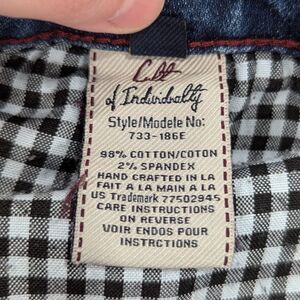 Cult
of Individuality
Style/Modele No:
733-186E
98% COTTON/COTON
2% SPANDEX
HAND CRAFTED IN LA
FAIT A LA MAIN A LA
US Trademark 77502945
CARE INSTRUCTIONS
ON REVERSE
VOIR ENDOS POUR
INSTRCTIONS